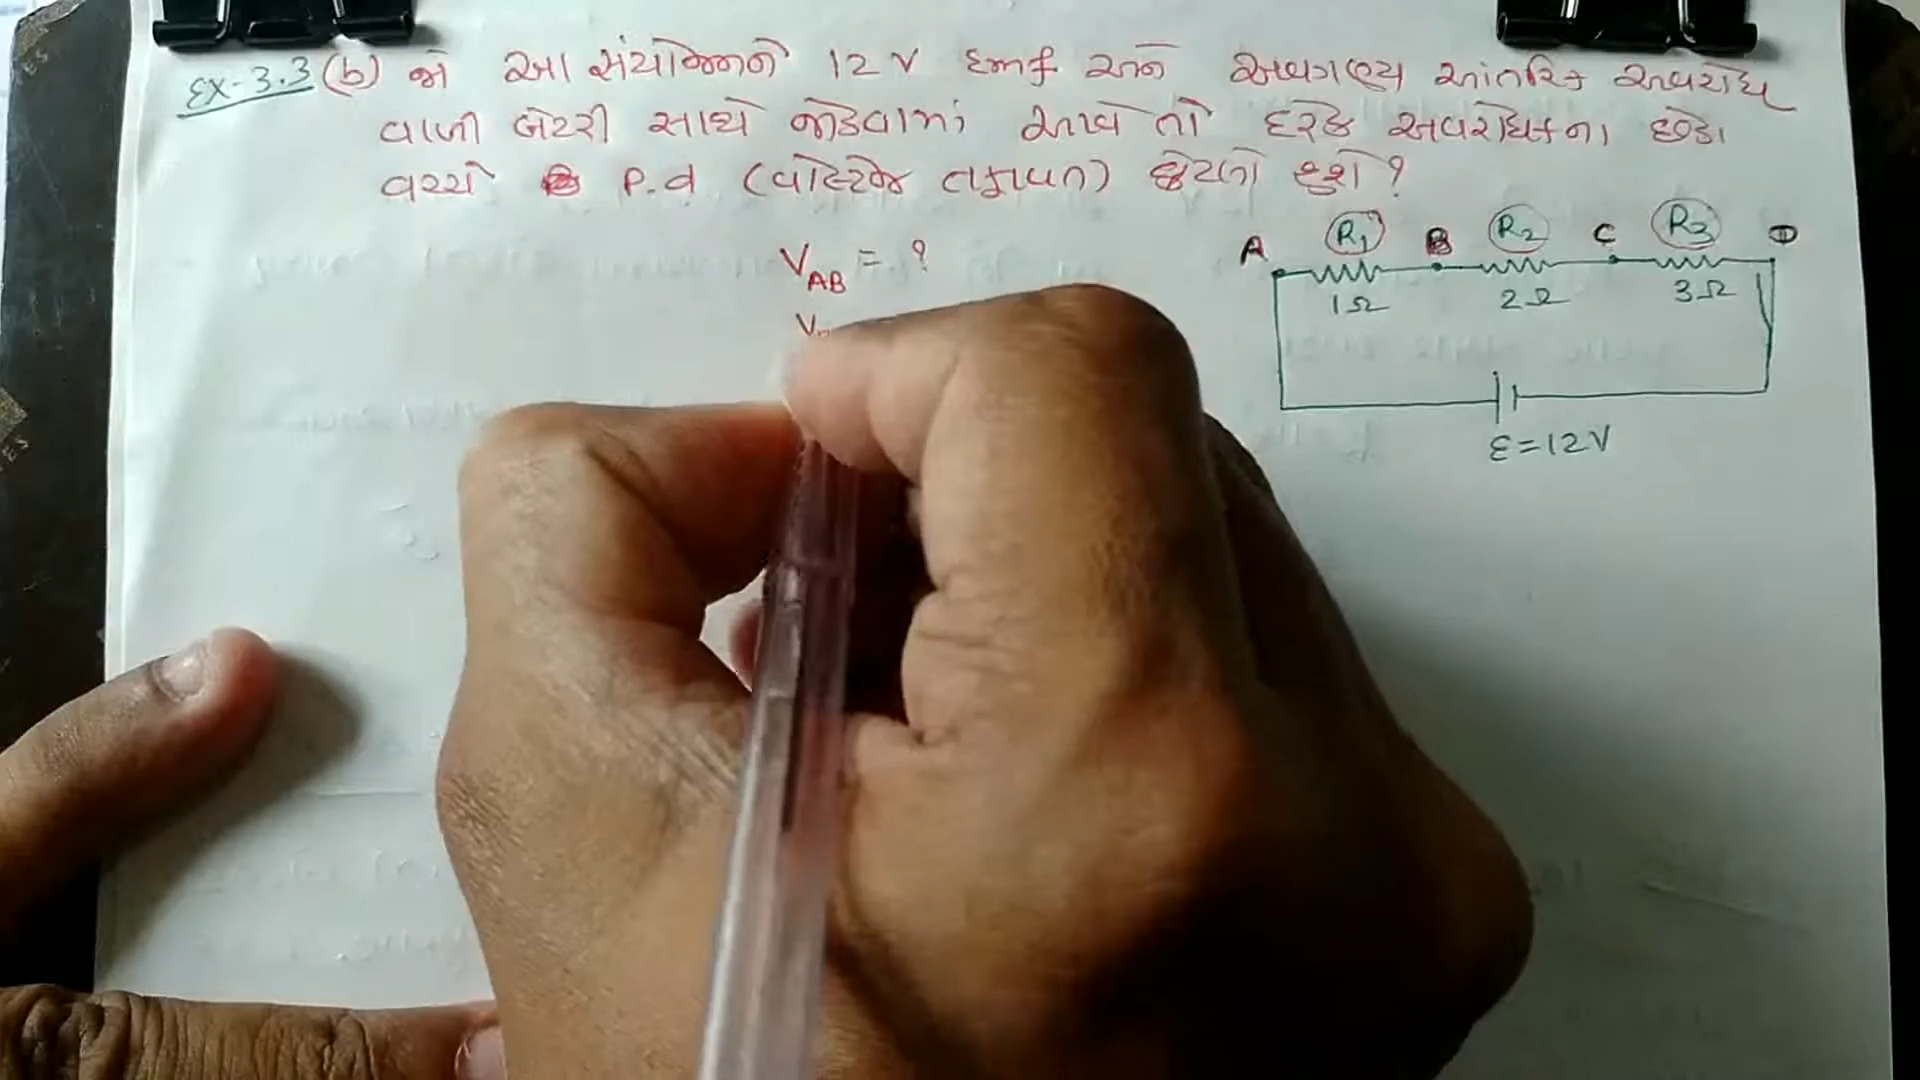 Ex-3.3 (b) જો આ સંયોજનને 12 V emf અને અવગણ્ય આંતરિક અવરોધ
વાળી બેટરી સાથે જોડવામાં આવે તો દરેક અવરોધકના છેડા
વચ્ચે P.d (વોલ્ટેજ તફાવત) કેટલો હશે ?
V_AB = ?
V
A R₁ B R₂ C R₃ D
1Ω 2Ω 3Ω
ε=12V